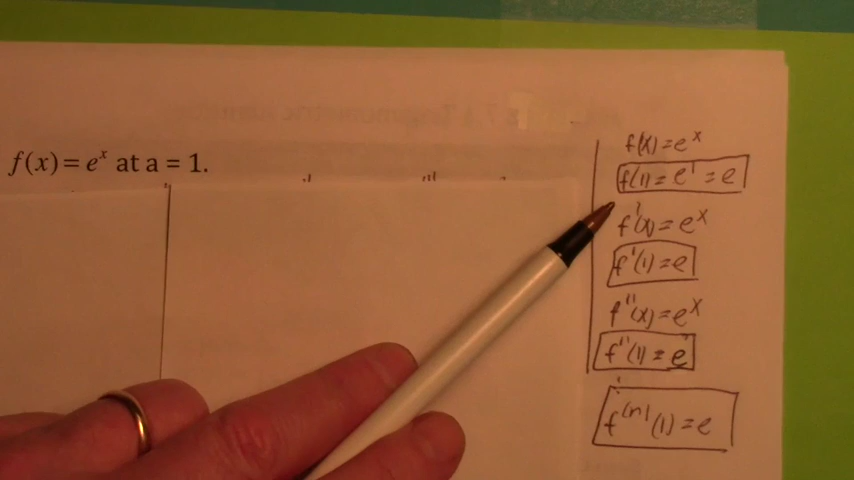 f(x) = eˣ at a = 1.
f(x) = eˣ
f(1) = e¹ = e
f'(x) = eˣ
f'(1) = e
f''(x) = eˣ
f''(1) = e
f⁽ⁿ⁾(1) = e